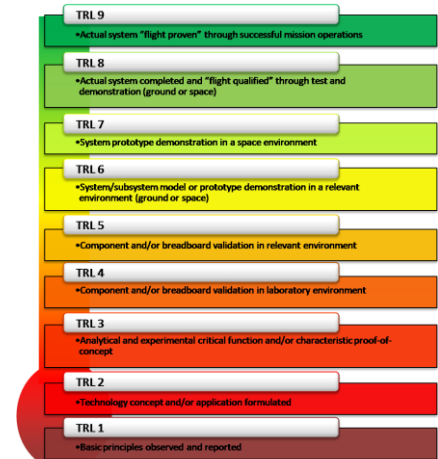 TRL 9
•Actual system “flight proven” through successful mission operations
TRL 8
•Actual system completed and “flight qualified” through test and
demonstration (ground or space)
TRL 7
•System prototype demonstration in a space environment
TRL 6
•System/subsystem model or prototype demonstration in a relevant
environment (ground or space)
TRL 5
•Component and/or breadboard validation in relevant environment
TRL 4
•Component and/or breadboard validation in laboratory environment
TRL 3
•Analytical and experimental critical function and/or characteristic proof-of-
concept
TRL 2
•Technology concept and/or application formulated
TRL 1
•Basic principles observed and reported